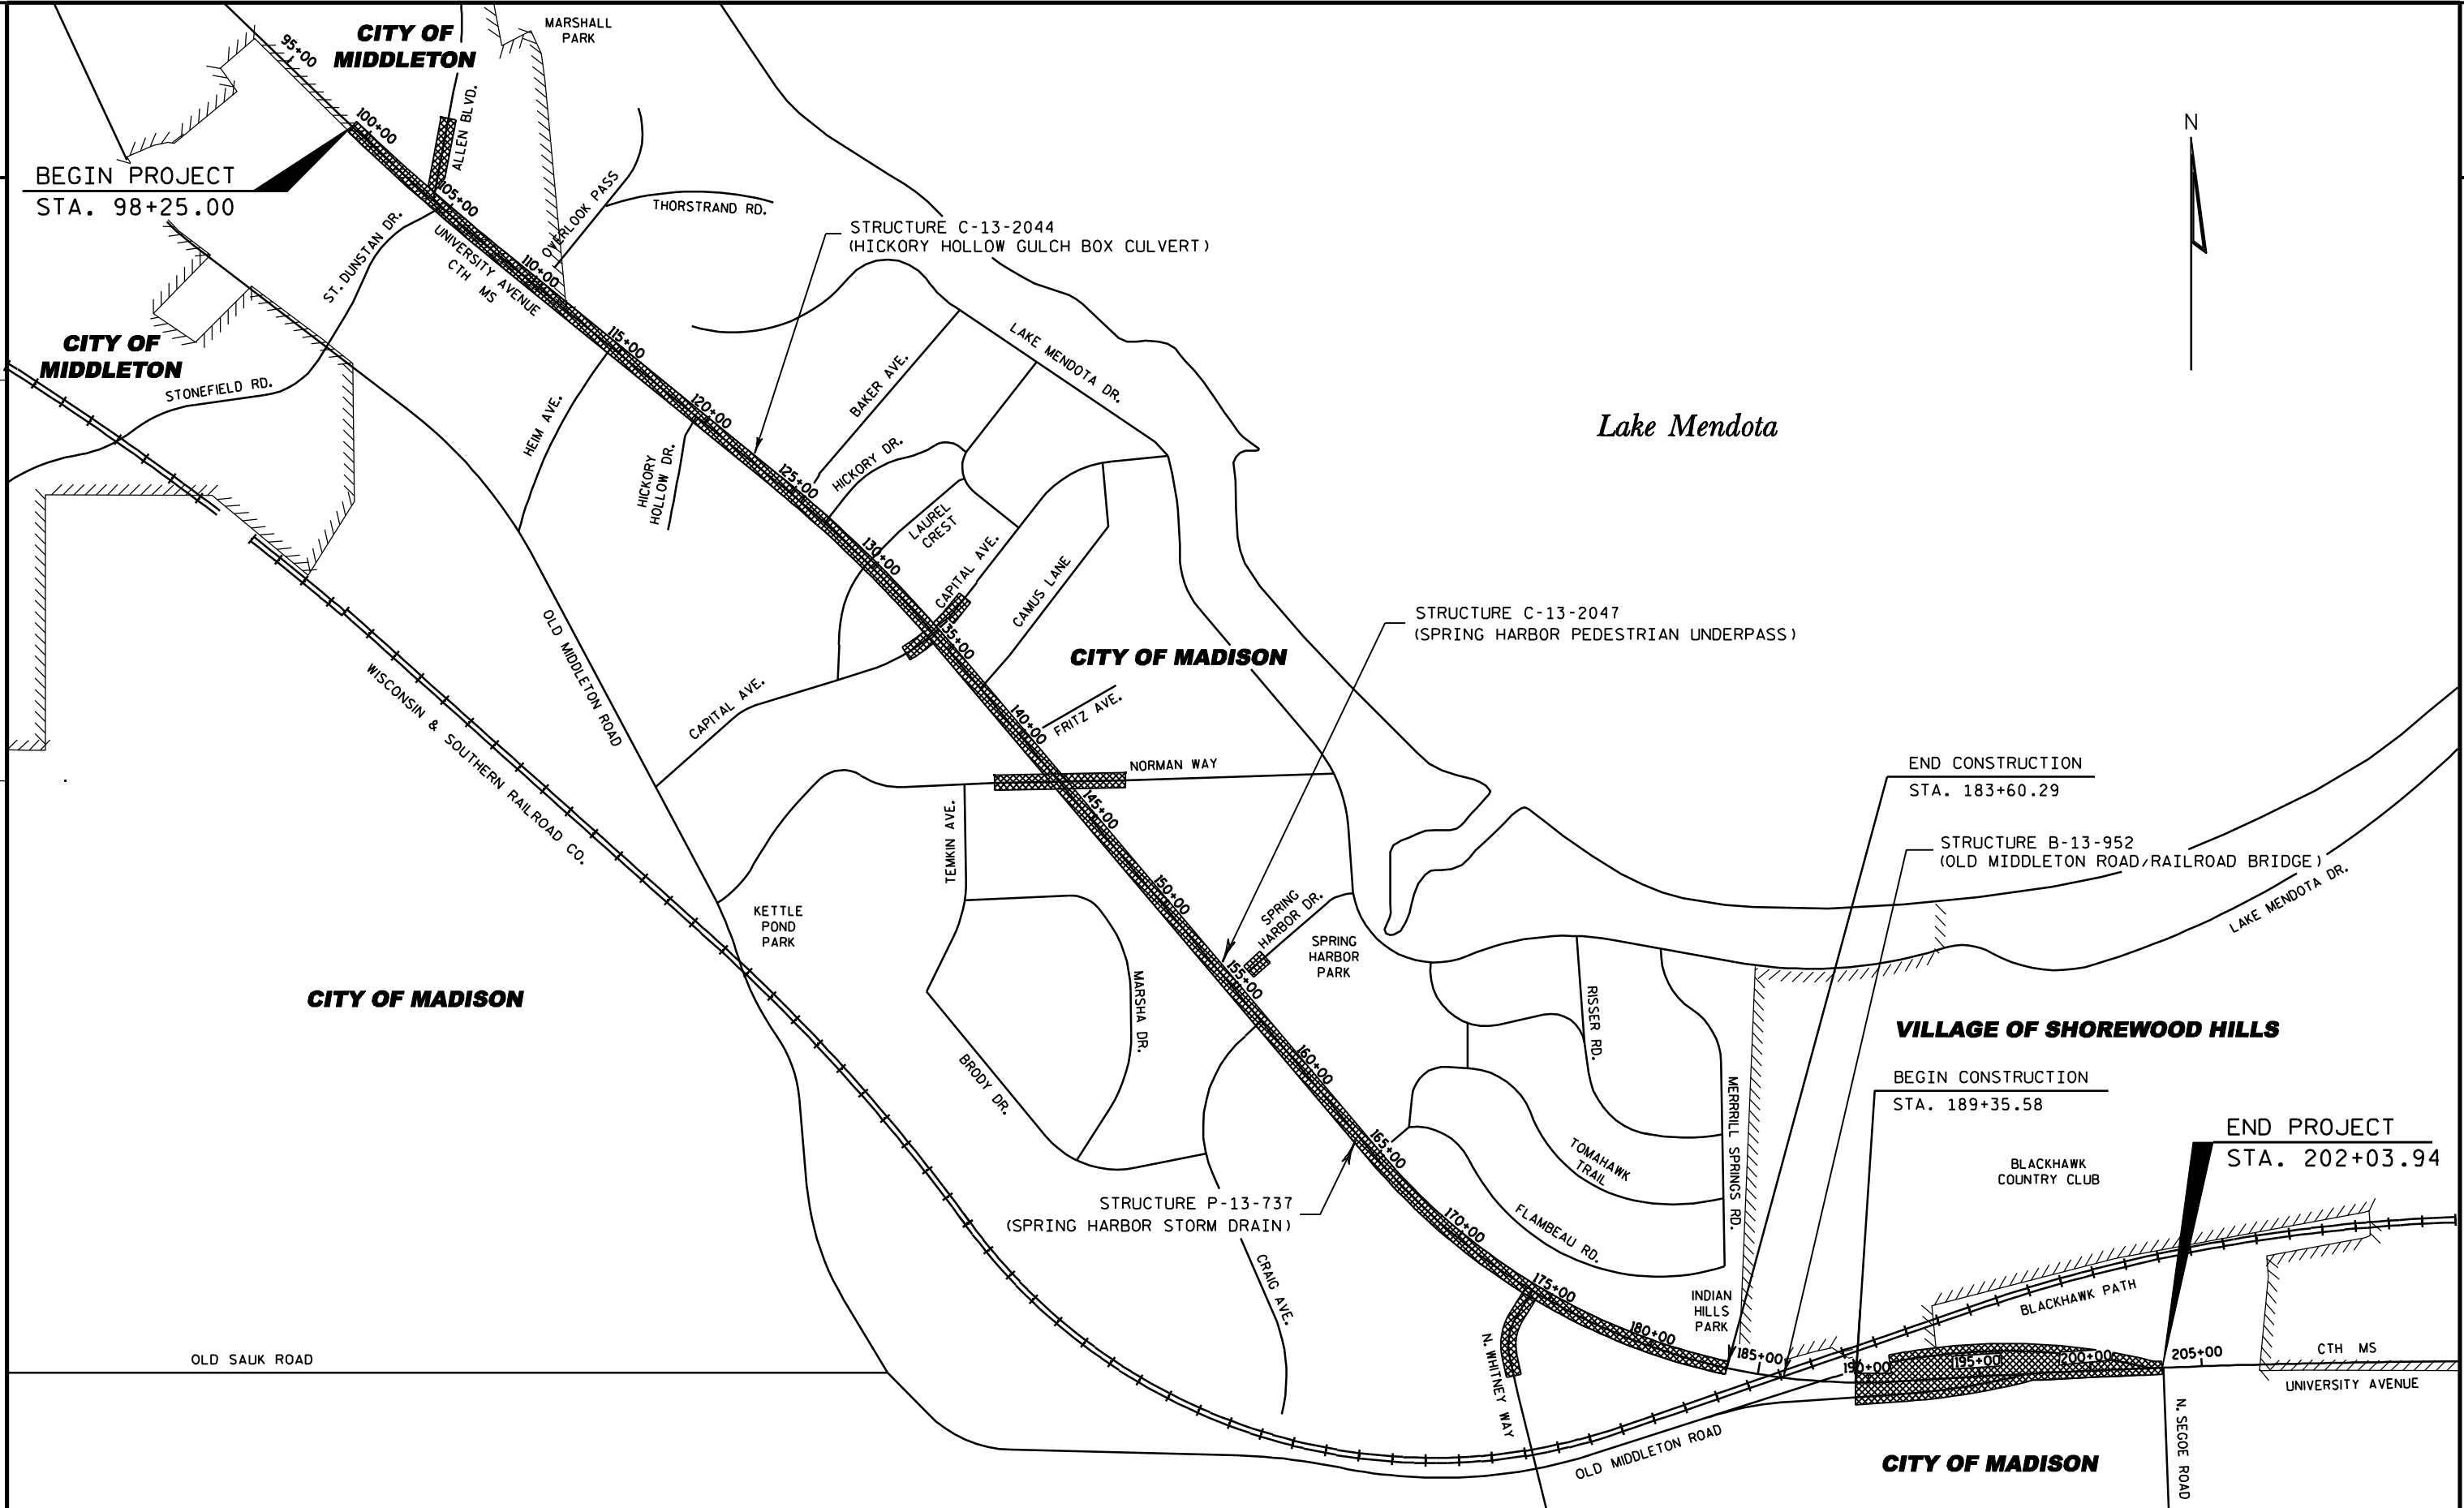 CITY OF
MIDDLETON
MARSHALL
PARK
95+00
100+00
ALLEN BLVD.
BEGIN PROJECT
STA. 98+25.00
105+00
UNIVERSITY AVENUE
CTH MS
ST. DUNSTAN DR.
OVERLOOK PASS
THORSTRAND RD.
110+00
STRUCTURE C-13-2044
(HICKORY HOLLOW GULCH BOX CULVERT)
N
CITY OF
MIDDLETON
STONEFIELD RD.
115+00
LAKE MENDOTA DR.
BAKER AVE.
HEIM AVE.
120+00
HICKORY
HOLLOW DR.
Lake Mendota
125+00
HICKORY DR.
LAUREL
CREST
130+00
CAPITAL AVE.
CAMUS LANE
135+00
OLD MIDDLETON ROAD
WISCONSIN & SOUTHERN RAILROAD CO.
CITY OF MADISON
STRUCTURE C-13-2047
(SPRING HARBOR PEDESTRIAN UNDERPASS)
CAPITAL AVE.
140+00
FRITZ AVE.
NORMAN WAY
145+00
TEMKIN AVE.
END CONSTRUCTION
STA. 183+60.29
STRUCTURE B-13-952
(OLD MIDDLETON ROAD/RAILROAD BRIDGE)
LAKE MENDOTA DR.
KETTLE
POND
PARK
150+00
SPRING
HARBOR DR.
SPRING
HARBOR
PARK
155+00
CITY OF MADISON
MARSHA DR.
BRODY DR.
RISSER RD.
VILLAGE OF SHOREWOOD HILLS
160+00
BEGIN CONSTRUCTION
STA. 189+35.58
MERRRILL SPRINGS RD.
END PROJECT
STA. 202+03.94
165+00
TOMAHAWK
TRAIL
BLACKHAWK
COUNTRY CLUB
STRUCTURE P-13-737
(SPRING HARBOR STORM DRAIN)
170+00
FLAMBEAU RD.
CRAIG AVE.
175+00
INDIAN
HILLS
PARK
BLACKHAWK PATH
180+00
185+00
190+00
195+00
200+00
205+00
CTH MS
UNIVERSITY AVENUE
OLD SAUK ROAD
N. WHITNEY WAY
OLD MIDDLETON ROAD
CITY OF MADISON
N. SEGOE ROAD